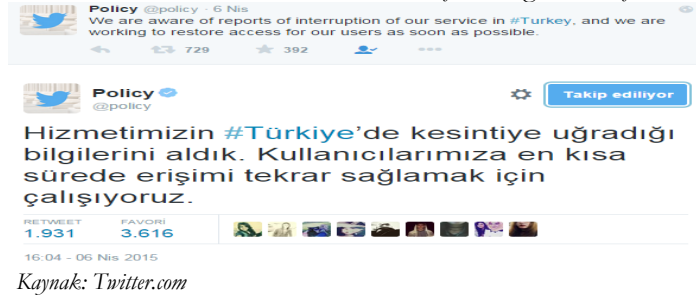 Policy @policy · 6 Nis
We are aware of reports of interruption of our service in #Turkey, and we are
working to restore access for our users as soon as possible.
729 392
Policy
@policy
Takip ediliyor
Hizmetimizin #Türkiye’de kesintiye uğradığı
bilgilerini aldık. Kullanıcılarımıza en kısa
sürede erişimi tekrar sağlamak için
çalışıyoruz.
RETWEET FAVORİ
1.931 3.616
16:04 - 06 Nis 2015
Kaynak: Twitter.com